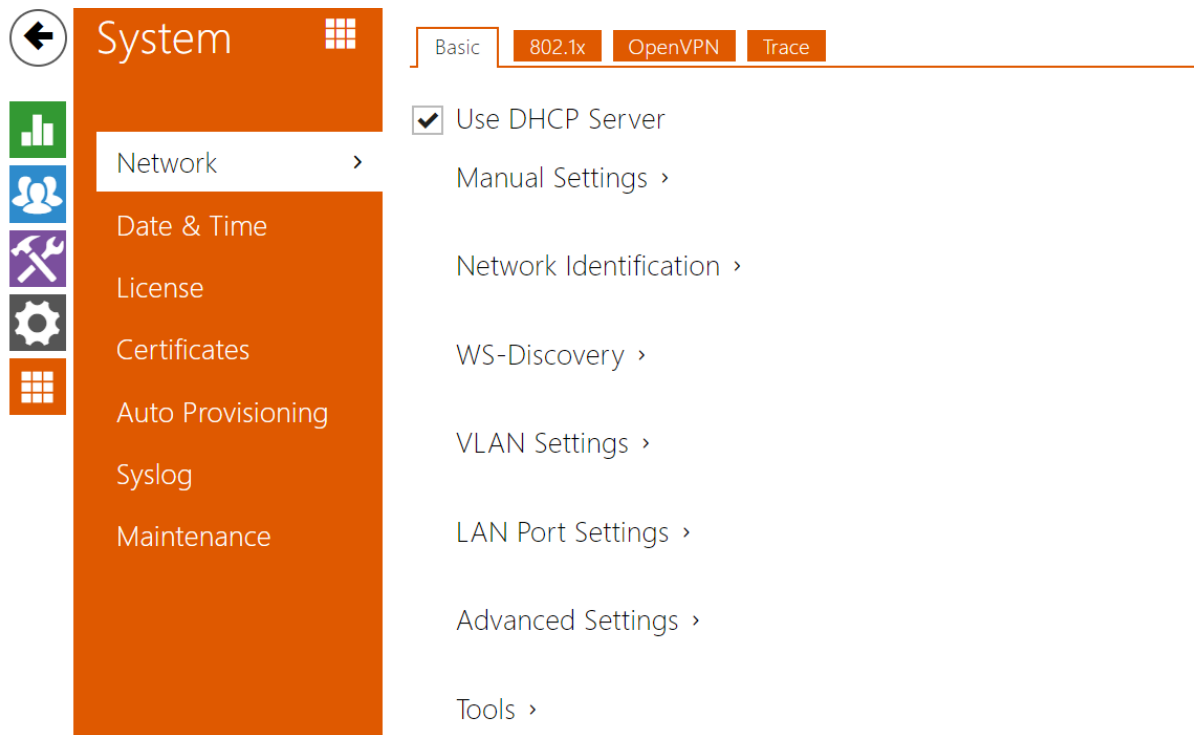 System
Network
Date & Time
License
Certificates
Auto Provisioning
Syslog
Maintenance
Basic
802.1x
OpenVPN
Trace
Use DHCP Server
Manual Settings
Network Identification
WS-Discovery
VLAN Settings
LAN Port Settings
Advanced Settings
Tools